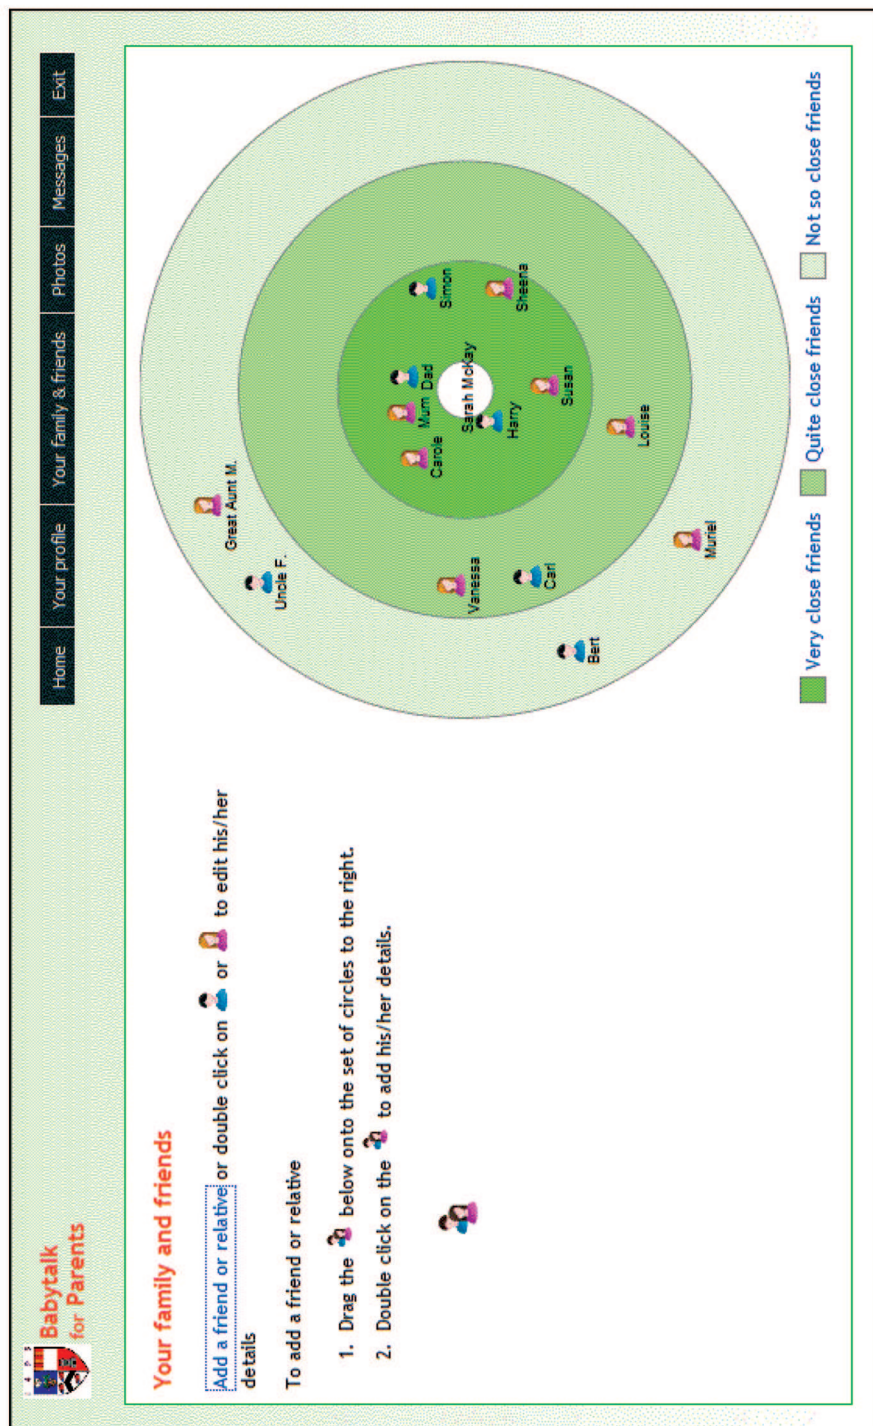 Babytalk
for Parents
Home
Your profile
Your family & friends
Photos
Messages
Exit
Your family and friends
Add a friend or relative or double click on or to edit his/her
details
To add a friend or relative
1. Drag the below onto the set of circles to the right.
2. Double click on the to add his/her details.
Great Aunt M.
Uncle F.
Simon
Dad
Mum
Carole
Sarah McKay
Harry
Sheena
Susan
Vanessa
Carl
Louise
Bert
Muriel
Very close friends
Quite close friends
Not so close friends